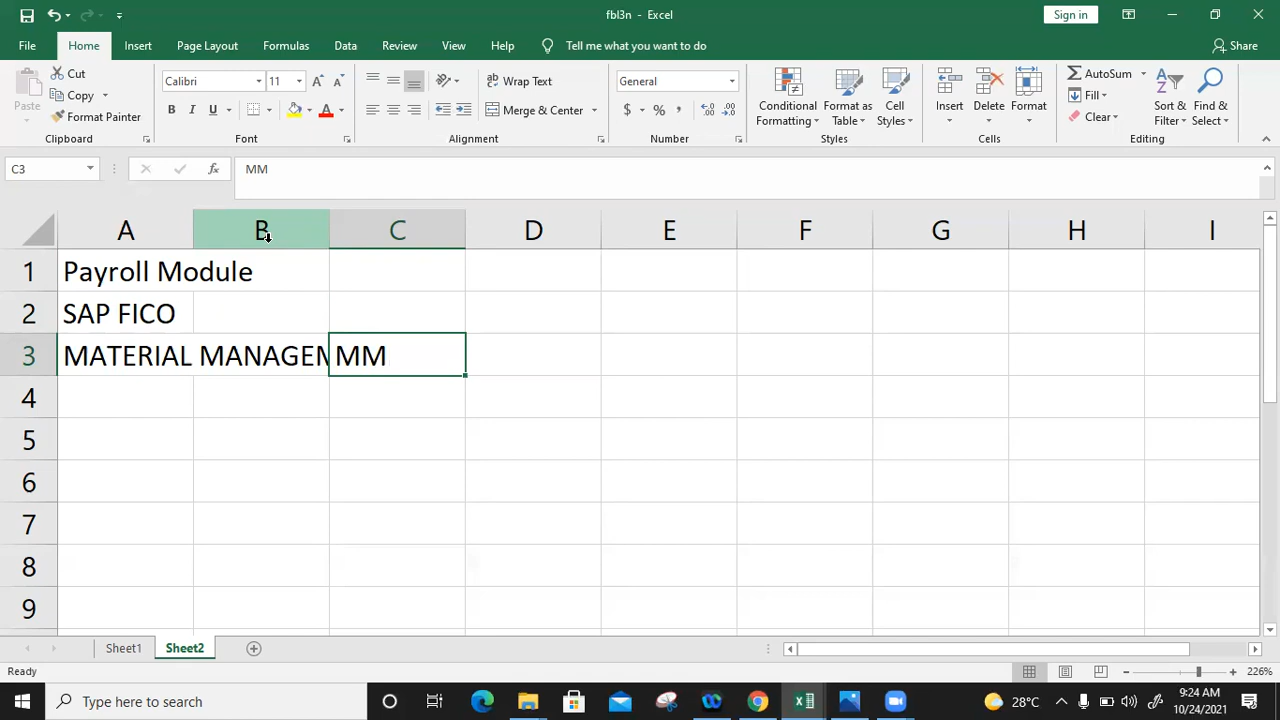 fbl3n - Excel
Sign in
File Home Insert Page Layout Formulas Data Review View Help Tell me what you want to do Share
Paste
Cut
Copy
Format Painter
Clipboard
Calibri 11
B I U
Font
Wrap Text
Merge & Center
Alignment
General
$ % ,
Number
Conditional Formatting
Format as Table
Cell Styles
Styles
Insert Delete Format
Cells
AutoSum
Fill
Clear
Sort & Filter
Find & Select
Editing
C3 fx MM
A B C D E F G H I
1 Payroll Module
2 SAP FICO
3 MATERIAL MANAGEM MM
4
5
6
7
8
9
Sheet1 Sheet2
Ready 226%
Type here to search 28°C 9:24 AM
10/24/2021